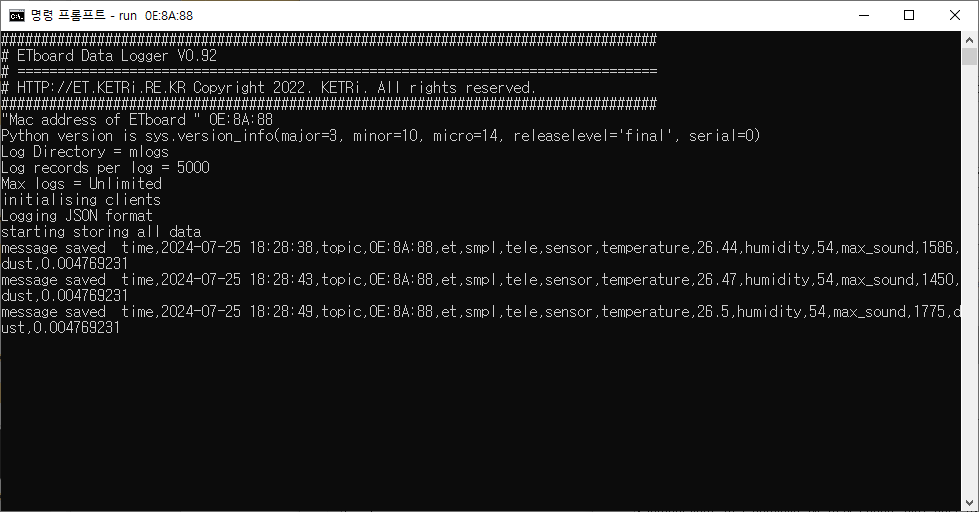 명령 프롬프트 - run 0E:8A:88
##################################################################################
# ETboard Data Logger V0.92
# ================================================================================
# HTTP://ET.KETRi.RE.KR Copyright 2022. KETRi. All rights reserved.
##################################################################################
"Mac address of ETboard " 0E:8A:88
Python version is sys.version_info(major=3, minor=10, micro=14, releaselevel='final', serial=0)
Log Directory = mlogs
Log records per log = 5000
Max logs = Unlimited
initialising clients
Logging JSON format
starting storing all data
message saved  time,2024-07-25 18:28:38,topic,0E:8A:88,et,smpl,tele,sensor,temperature,26.44,humidity,54,max_sound,1586,
dust,0.004769231
message saved  time,2024-07-25 18:28:43,topic,0E:8A:88,et,smpl,tele,sensor,temperature,26.47,humidity,54,max_sound,1450,
dust,0.004769231
message saved  time,2024-07-25 18:28:49,topic,0E:8A:88,et,smpl,tele,sensor,temperature,26.5,humidity,54,max_sound,1775,d
ust,0.004769231